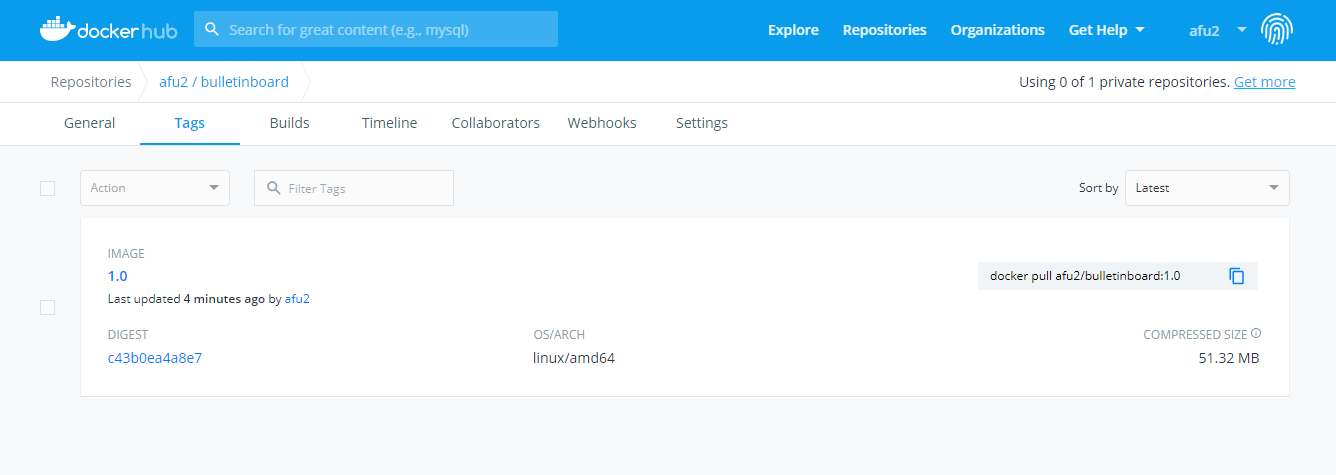 docker hub Search for great content (e.g., mysql) Explore Repositories Organizations Get Help afu2
Repositories afu2 / bulletinboard Using 0 of 1 private repositories. Get more
General Tags Builds Timeline Collaborators Webhooks Settings
Action Filter Tags Sort by Latest
IMAGE
1.0 docker pull afu2/bulletinboard:1.0
Last updated 4 minutes ago by afu2
DIGEST OS/ARCH COMPRESSED SIZE
c43b0ea4a8e7 linux/amd64 51.32 MB